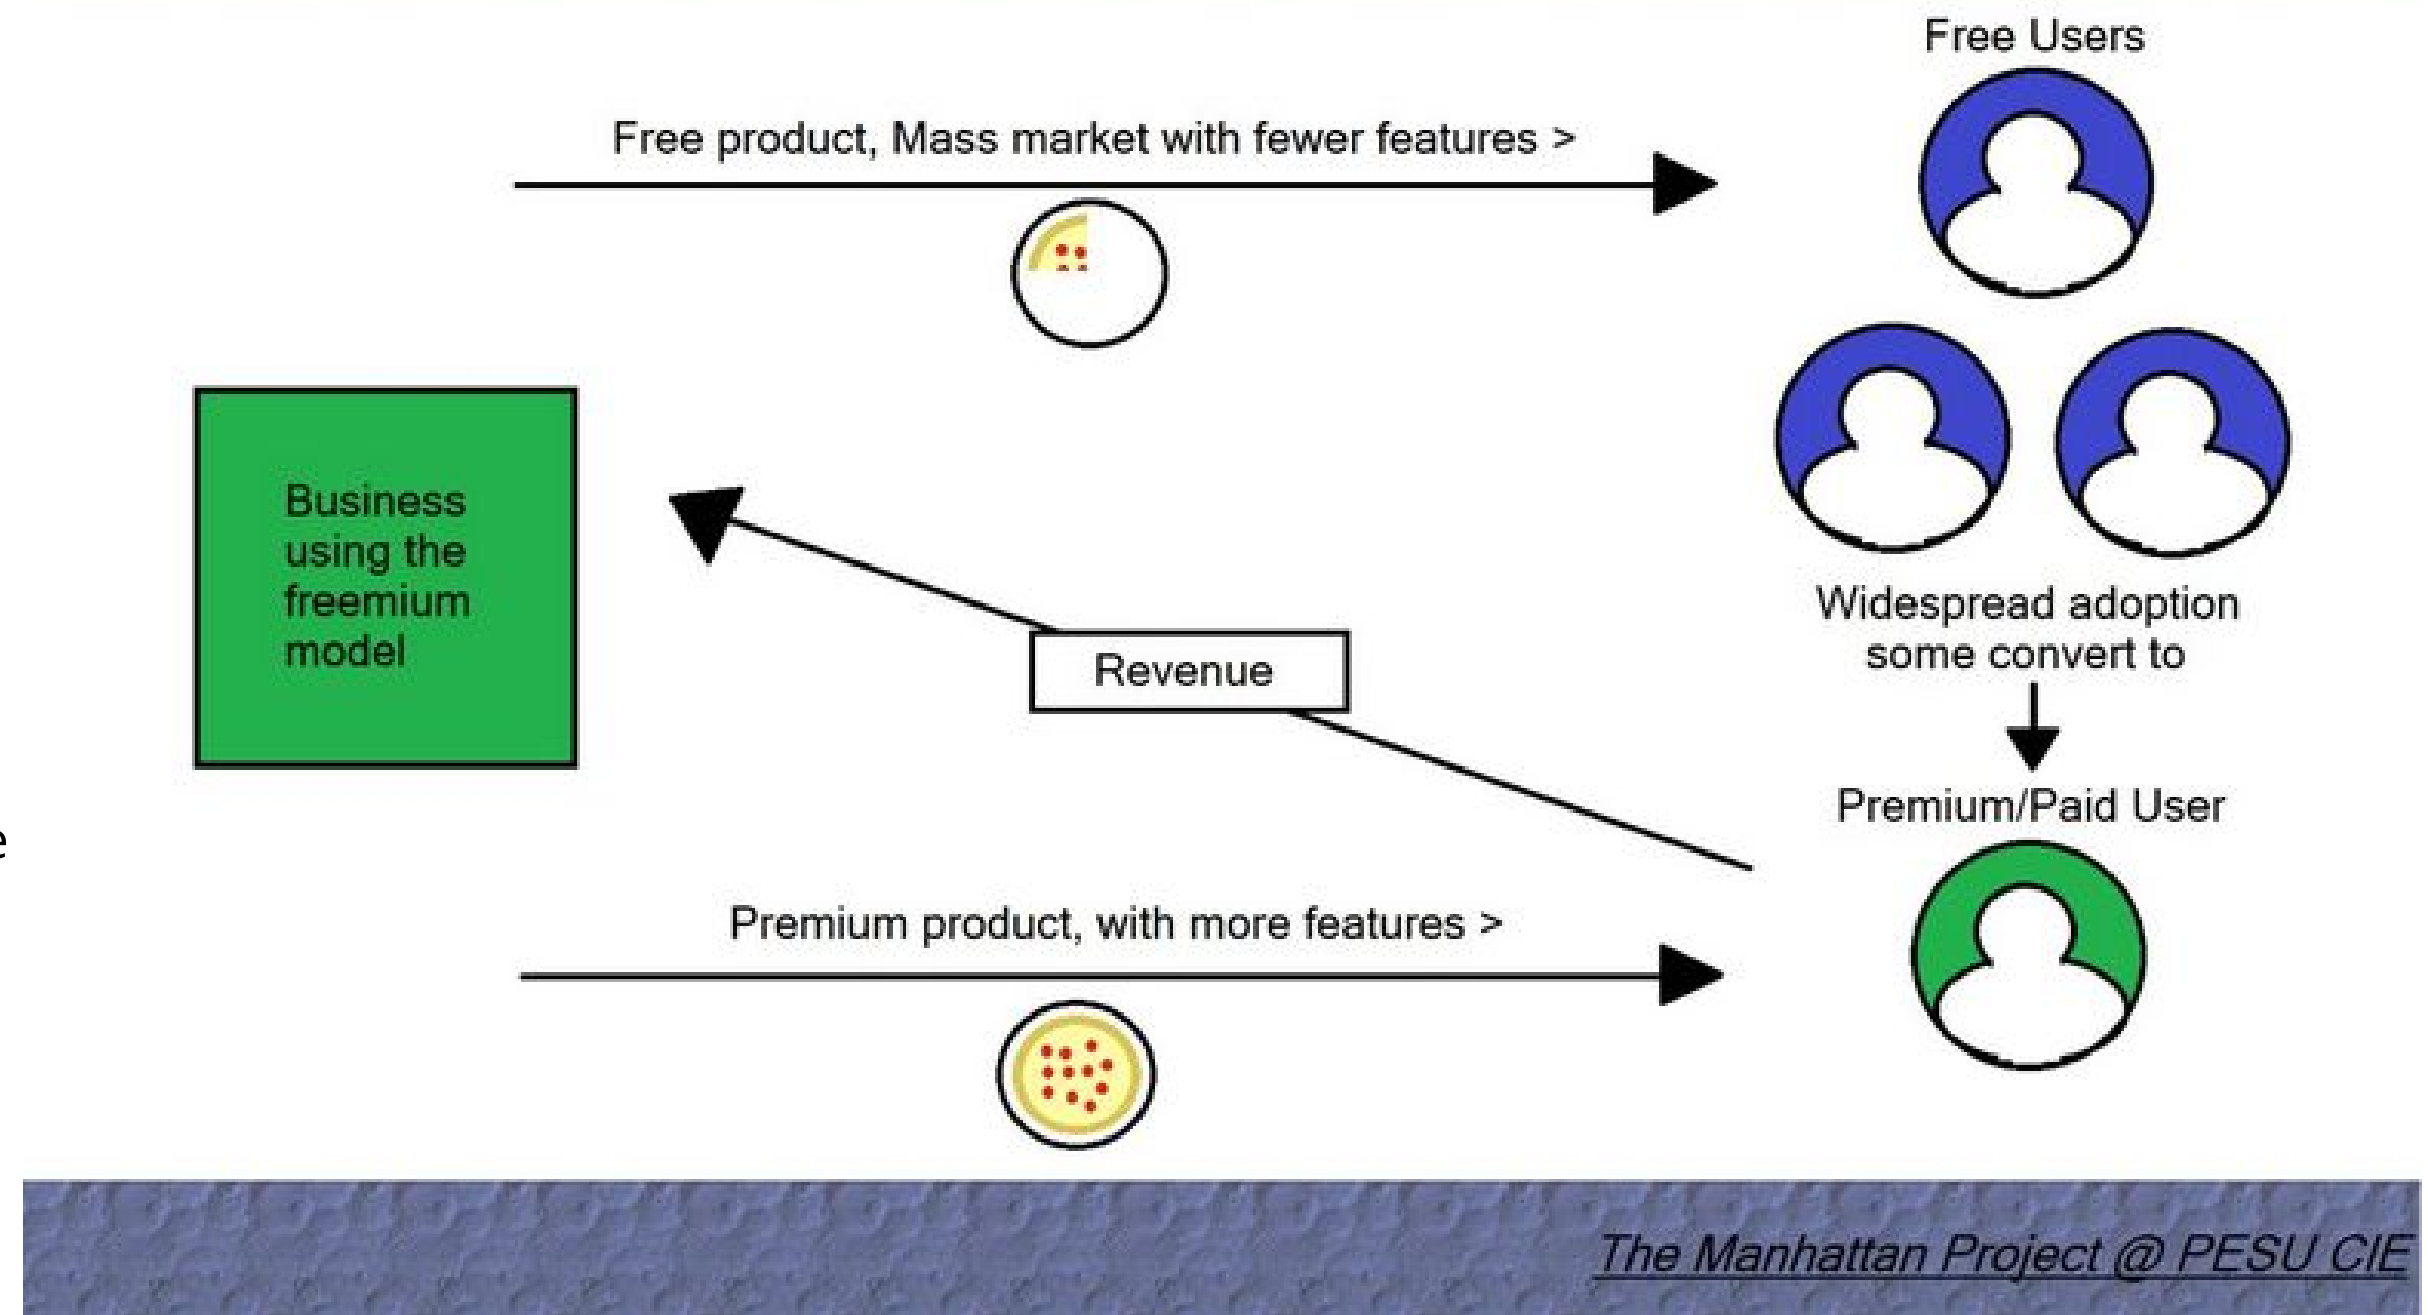 Free Users
Free product, Mass market with fewer features >
Business
using the
freemium
model
Widespread adoption
some convert to
Revenue
Premium/Paid User
e
Premium product, with more features >
The Manhattan Project @ PESU CIE